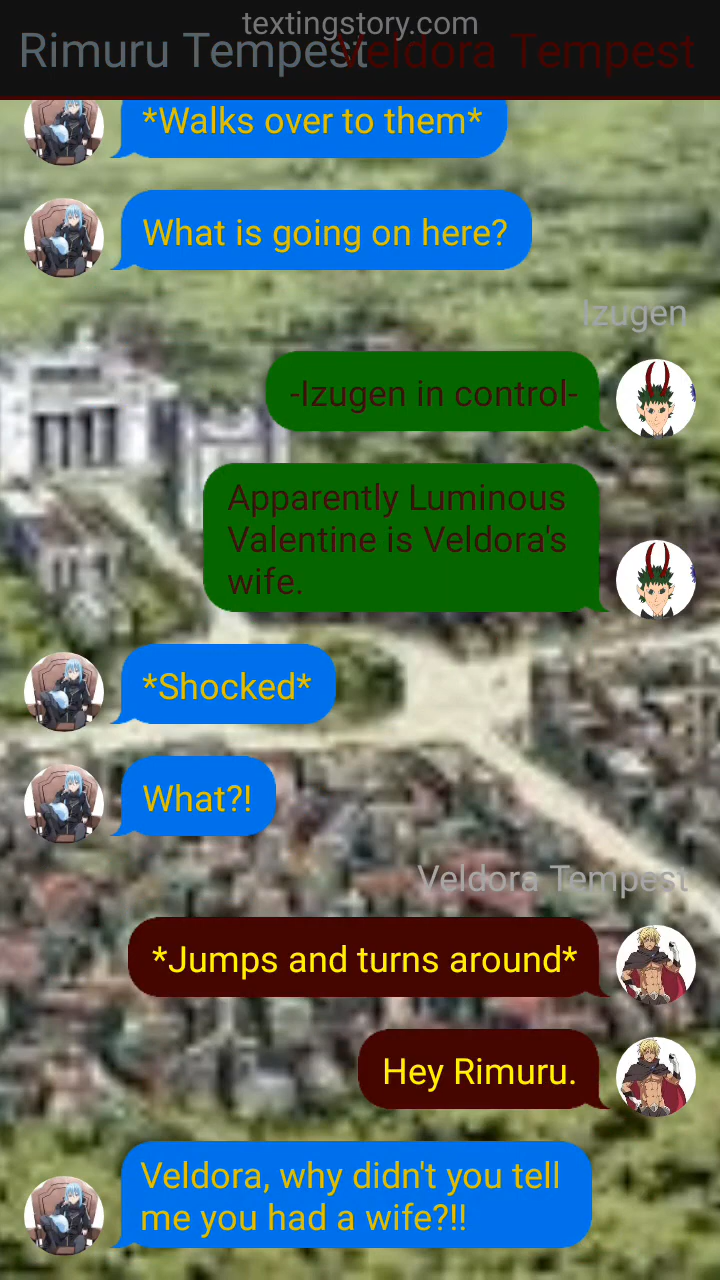 textingstory.com
Rimuru Tempest
Veldora Tempest
*Walks over to them*
What is going on here?
Izugen
-Izugen in control-
Apparently Luminous
Valentine is Veldora's
wife.
*Shocked*
What?!
Veldora Tempest
*Jumps and turns around*
Hey Rimuru.
Veldora, why didn't you tell
me you had a wife?!!